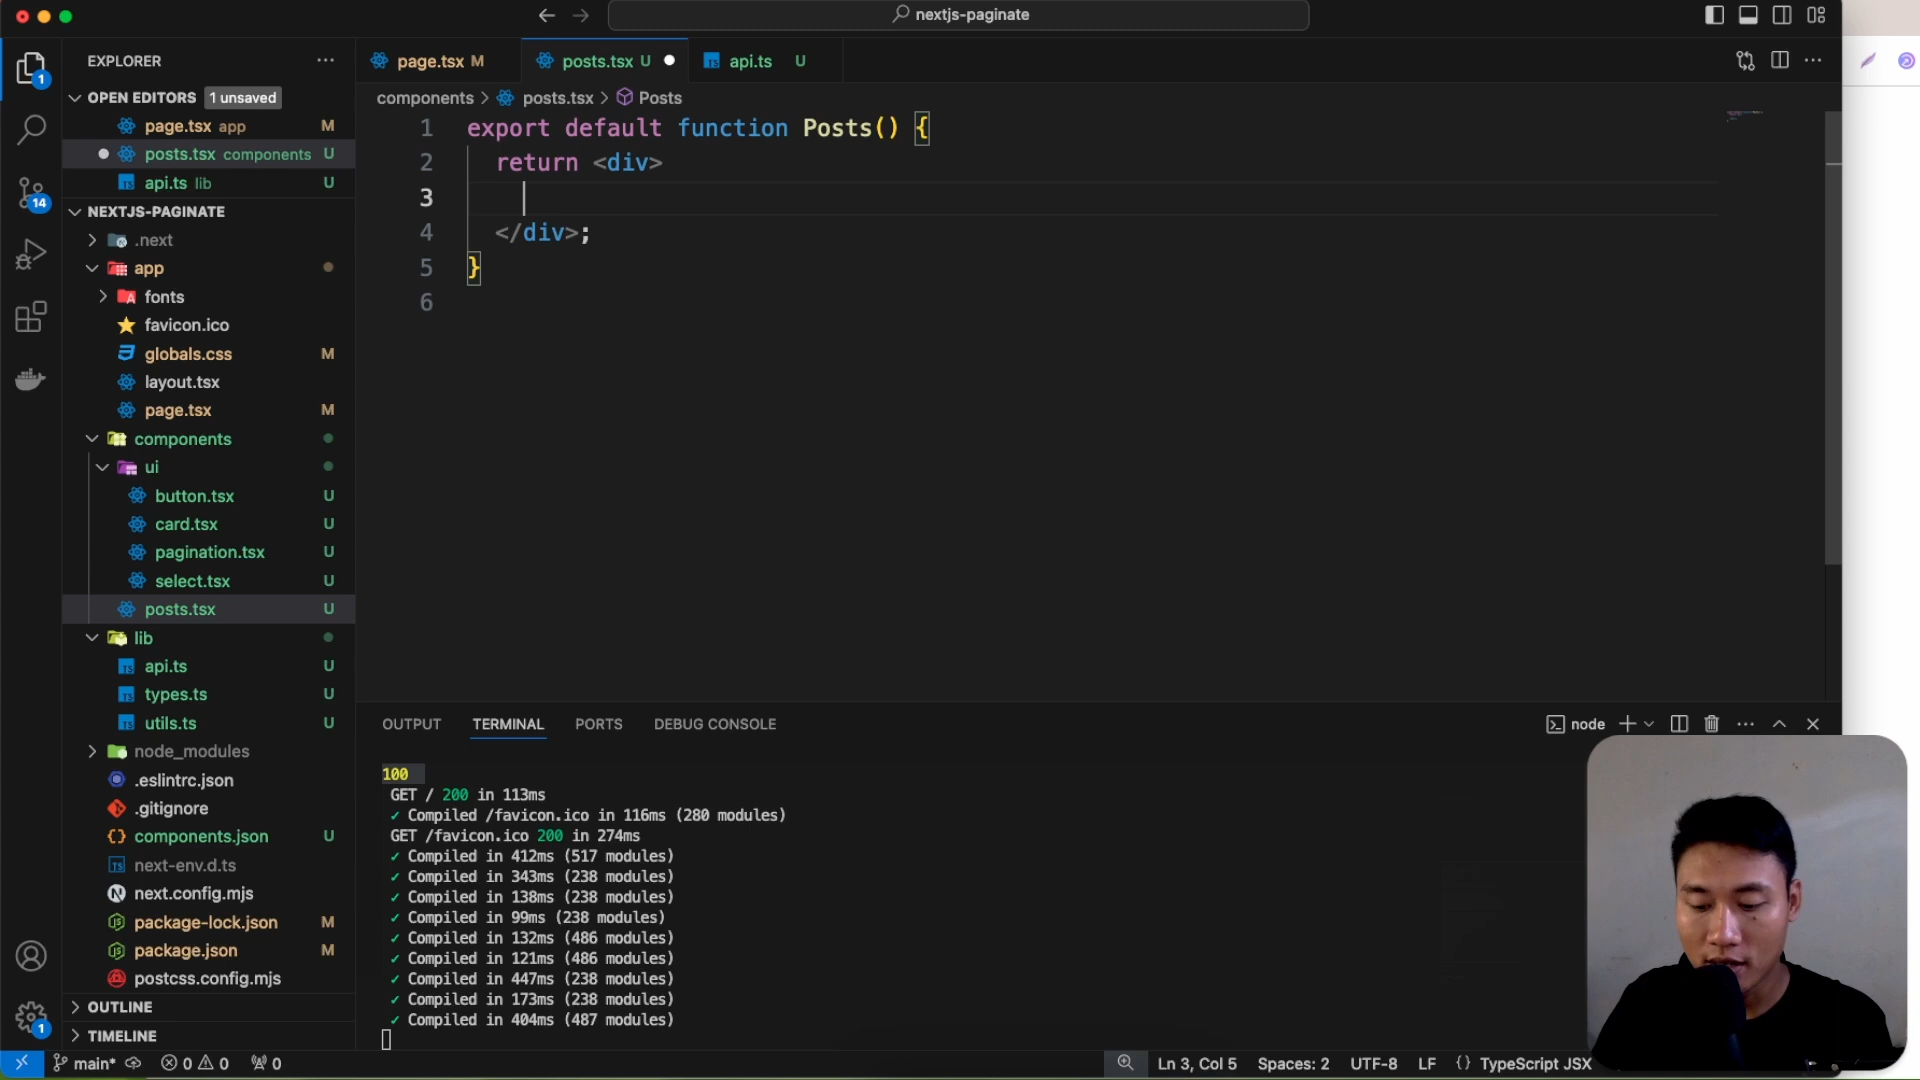 nextjs-paginate
EXPLORER
OPEN EDITORS 1 unsaved
page.tsx app M
posts.tsx components U
api.ts lib U
NEXTJS-PAGINATE
.next
app
fonts
favicon.ico
globals.css M
layout.tsx
page.tsx M
components
ui
button.tsx U
card.tsx U
pagination.tsx U
select.tsx U
posts.tsx U
lib
api.ts U
types.ts U
utils.ts U
node_modules
.eslintrc.json
.gitignore
components.json U
next-env.d.ts
next.config.mjs
package-lock.json M
package.json M
postcss.config.mjs
OUTLINE
TIMELINE
1
14
1
page.tsx M
posts.tsx U
api.ts U
components > posts.tsx > Posts
1 export default function Posts() {
2 return <div>
3
4 </div>;
5 }
6
OUTPUT TERMINAL PORTS DEBUG CONSOLE
node
100
GET / 200 in 113ms
✓ Compiled /favicon.ico in 116ms (280 modules)
GET /favicon.ico 200 in 274ms
✓ Compiled in 412ms (517 modules)
✓ Compiled in 343ms (238 modules)
✓ Compiled in 138ms (238 modules)
✓ Compiled in 99ms (238 modules)
✓ Compiled in 132ms (486 modules)
✓ Compiled in 121ms (486 modules)
✓ Compiled in 447ms (238 modules)
✓ Compiled in 173ms (238 modules)
✓ Compiled in 404ms (487 modules)
main* 0 0 0
Ln 3, Col 5 Spaces: 2 UTF-8 LF {} TypeScript JSX